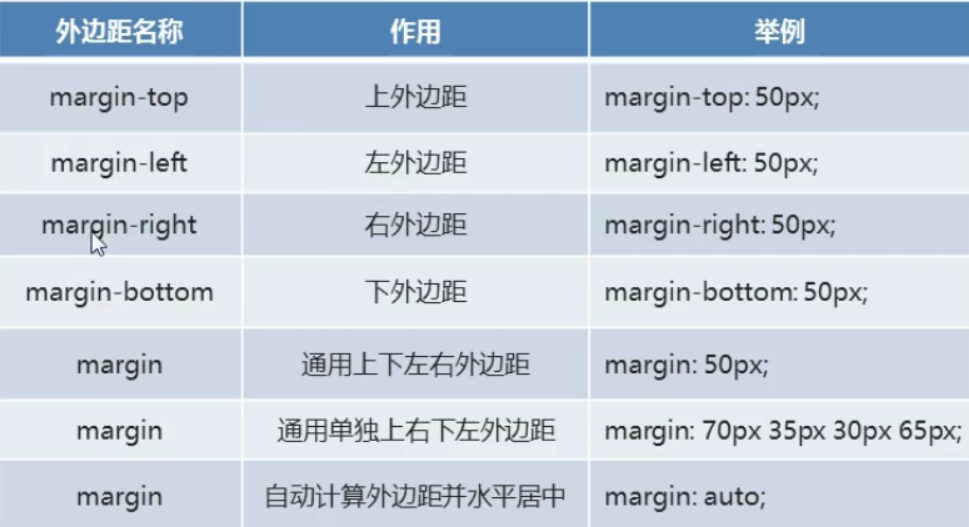 外边距名称 作用 举例
margin-top 上外边距 margin-top: 50px;
margin-left 左外边距 margin-left: 50px;
margin-right 右外边距 margin-right: 50px;
margin-bottom 下外边距 margin-bottom: 50px;
margin 通用上下左右外边距 margin: 50px;
margin 通用单独上右下左外边距 margin: 70px 35px 30px 65px;
margin 自动计算外边距并水平居中 margin: auto;